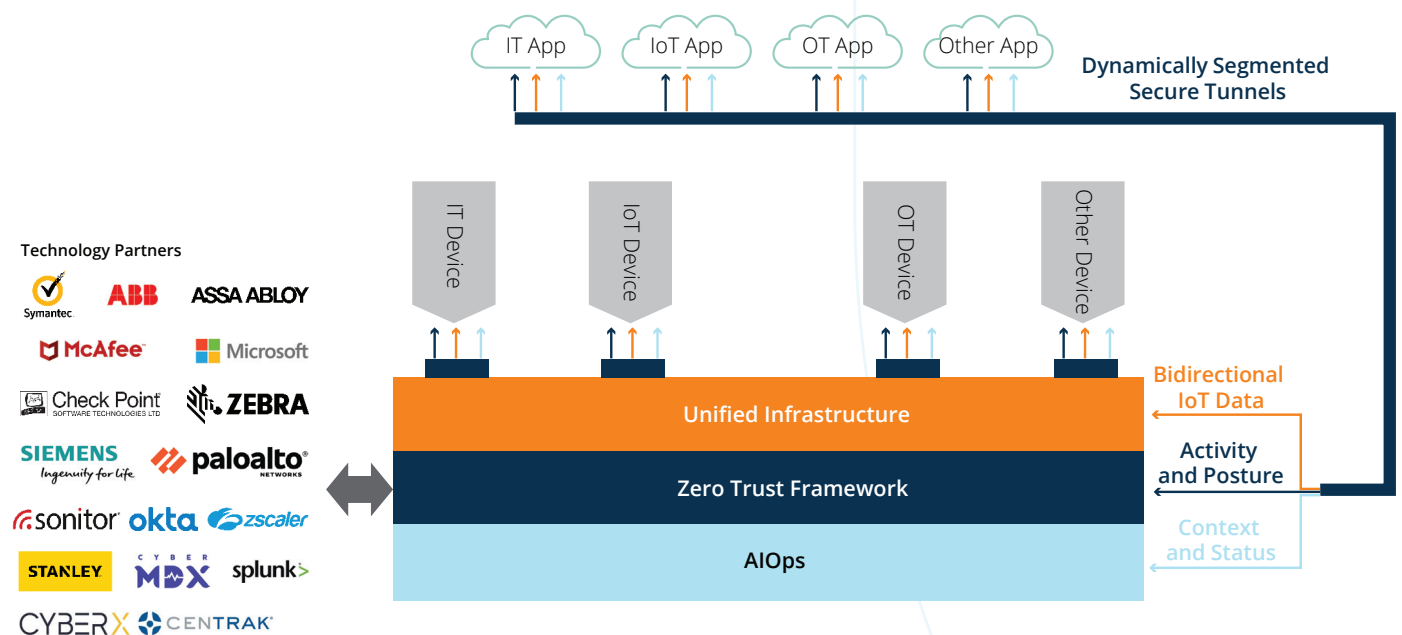 IT App
IoT App
OT App
Other App
Dynamically Segmented
Secure Tunnels
IT Device
IoT Device
OT Device
Other Device
Technology Partners
Symantec
ABB
ASSA ABLOY
McAfee
Microsoft
Check Point
SOFTWARE TECHNOLOGIES LTD
ZEBRA
SIEMENS
Ingenuity for life
paloalto
NETWORKS
sonitor
okta
zscaler
STANLEY
CYBER
MDX
splunk>
CYBERX
CENTRAK
Unified Infrastructure
Zero Trust Framework
AIOps
Bidirectional
IoT Data
Activity
and Posture
Context
and Status